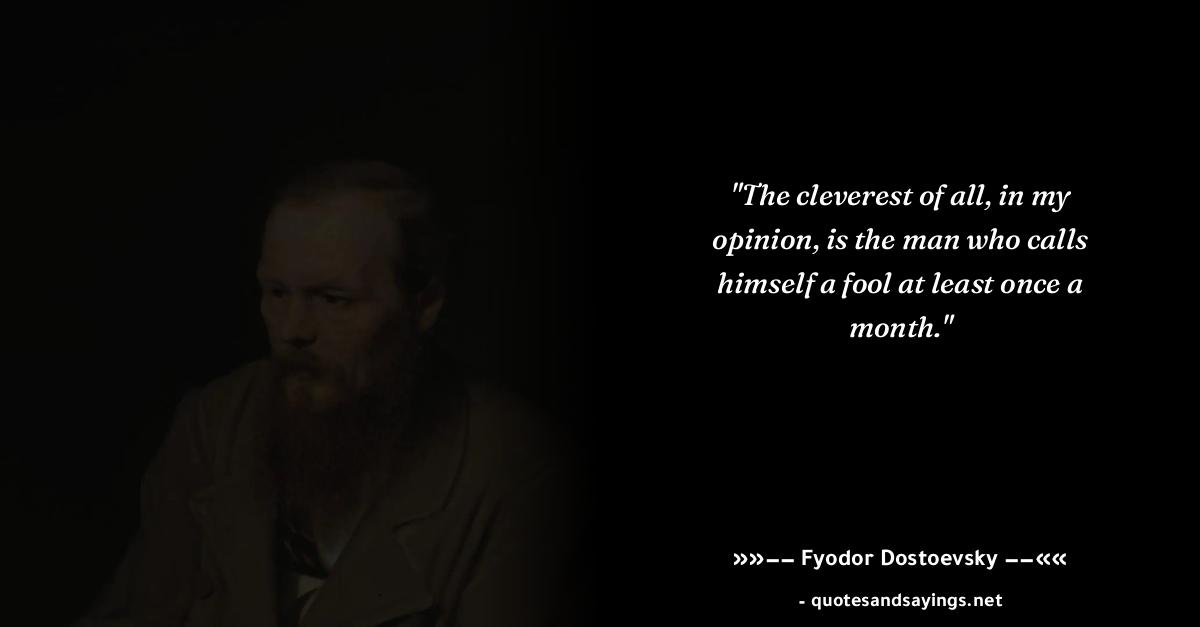 "The cleverest of all, in my
opinion, is the man who calls
himself a fool at least once a
month."
»»–– Fyodor Dostoevsky ––««
- quotesandsayings.net